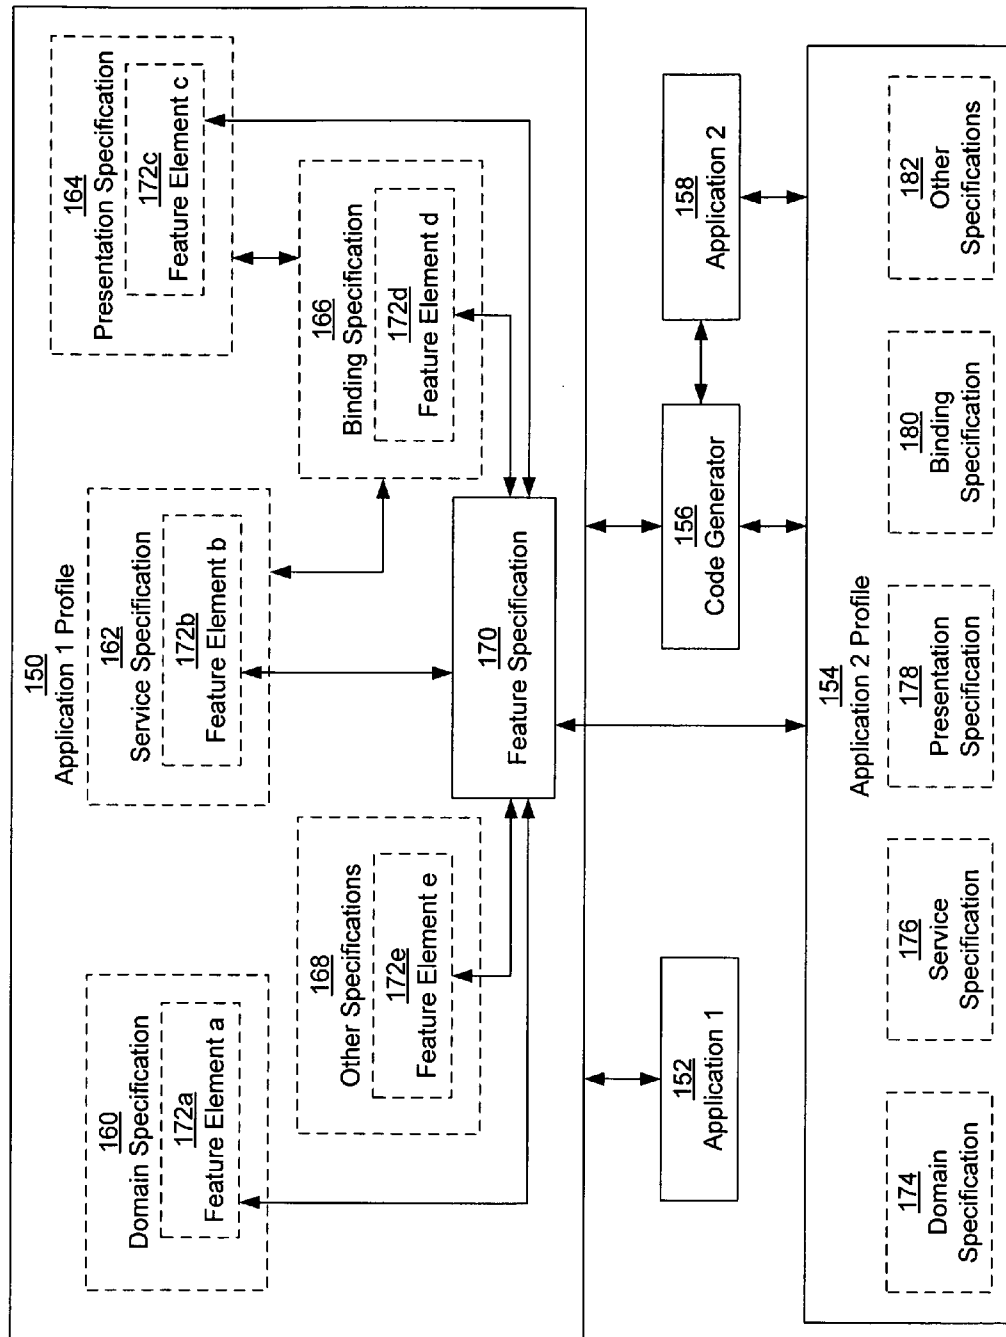 150
Application 1 Profile
160
Domain Specification
172a
Feature Element a
162
Service Specification
172b
Feature Element b
164
Presentation Specification
172c
Feature Element c
168
Other Specifications
172e
Feature Element e
166
Binding Specification
172d
Feature Element d
170
Feature Specification
152
Application 1
156
Code Generator
158
Application 2
154
Application 2 Profile
174
Domain
Specification
176
Service
Specification
178
Presentation
Specification
180
Binding
Specification
182
Other
Specifications